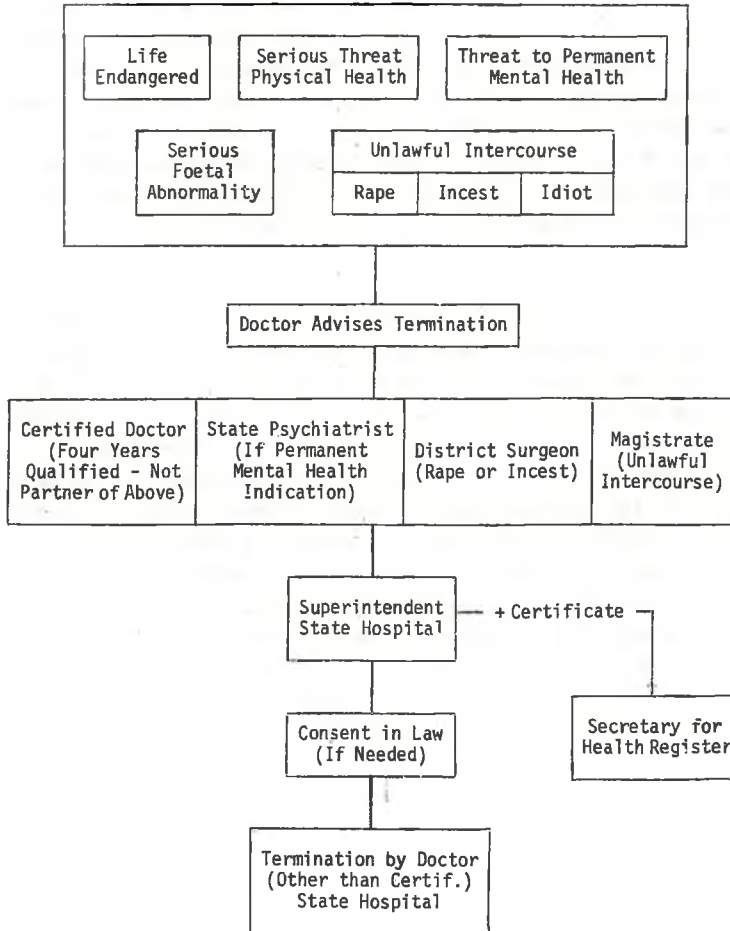 Life
Endangered
Serious Threat
Physical Health
Threat to Permanent
Mental Health
Serious
Foetal
Abnormality
Unlawful Intercourse
Rape
Incest
Idiot
Doctor Advises Termination
Certified Doctor
(Four Years
Qualified - Not
Partner of Above)
State Psychiatrist
(If Permanent
Mental Health
Indication)
District Surgeon
(Rape or Incest)
Magistrate
(Unlawful
Intercourse)
Superintendent
State Hospital
+ Certificate
Secretary for
Health Register
Consent in Law
(If Needed)
Termination by Doctor
(Other than Certif.)
State Hospital